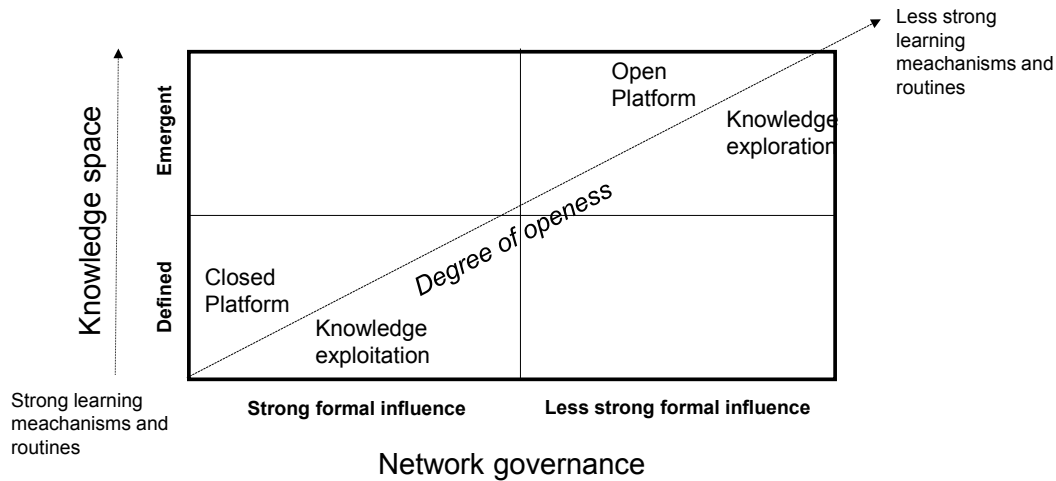 Less strong
learning
meachanisms and
routines
Open
Platform
Knowledge
exploration
Emergent
Knowledge space
Degree of openess
Closed
Platform
Defined
Knowledge
exploitation
Strong learning
meachanisms and
routines
Strong formal influence
Less strong formal influence
Network governance